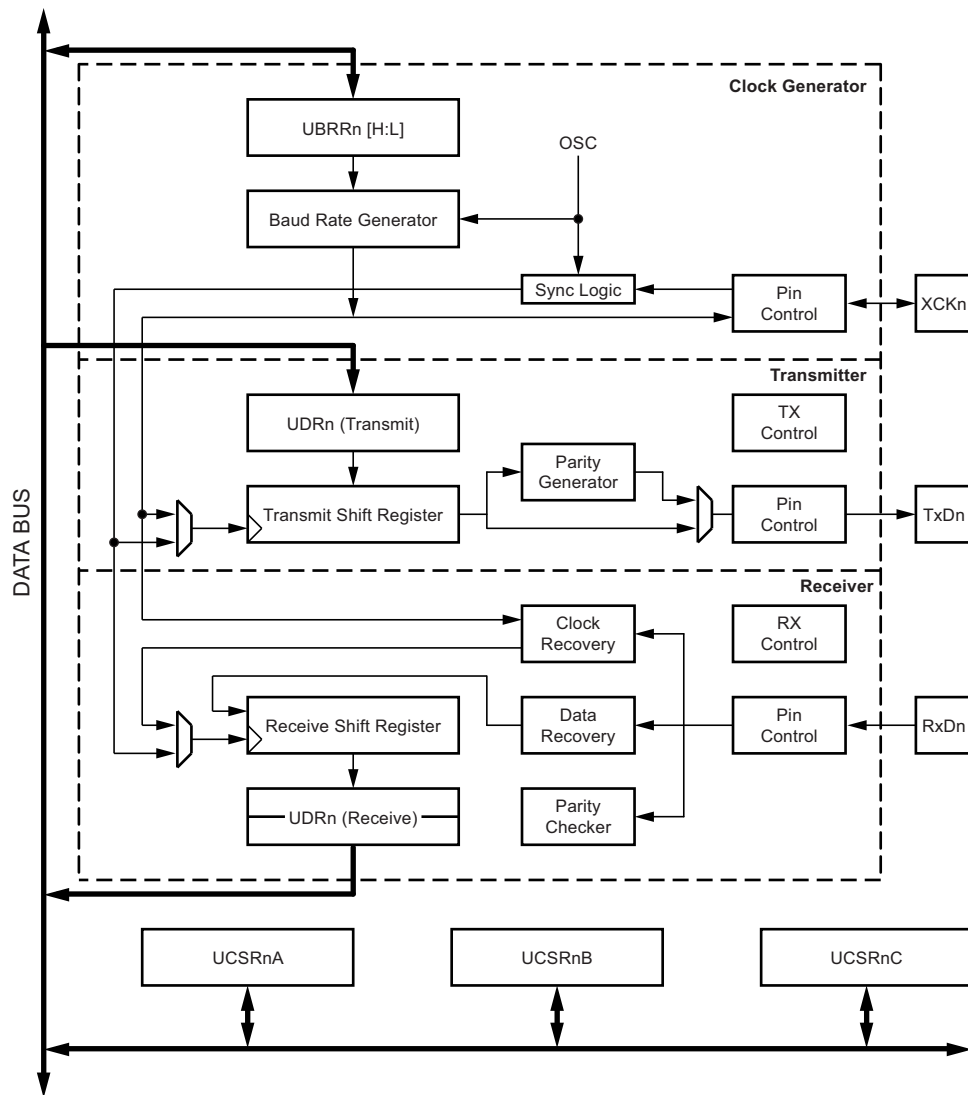 Clock Generator
UBRRn [H:L]
OSC
Baud Rate Generator
Sync Logic
Pin
Control
XCKn
Transmitter
UDRn (Transmit)
TX
Control
Parity
Generator
Transmit Shift Register
Pin
Control
TxDn
DATA BUS
Receiver
Clock
Recovery
RX
Control
Receive Shift Register
Data
Recovery
Pin
Control
RxDn
UDRn (Receive)
Parity
Checker
UCSRnA
UCSRnB
UCSRnC